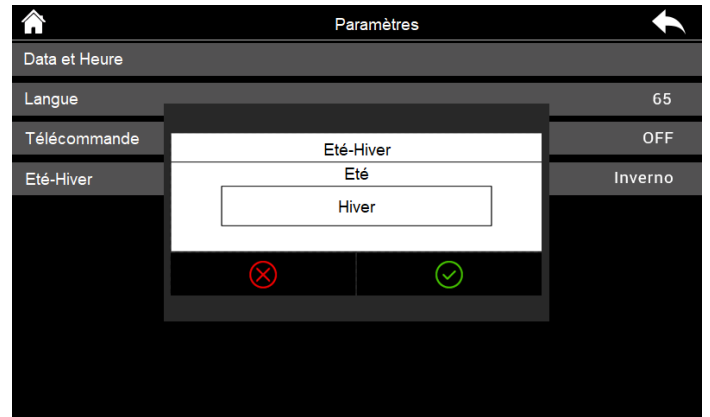 Paramètres
Data et Heure
Langue 65
Télécommande OFF
Eté-Hiver Inverno
Eté-Hiver
Eté
Hiver